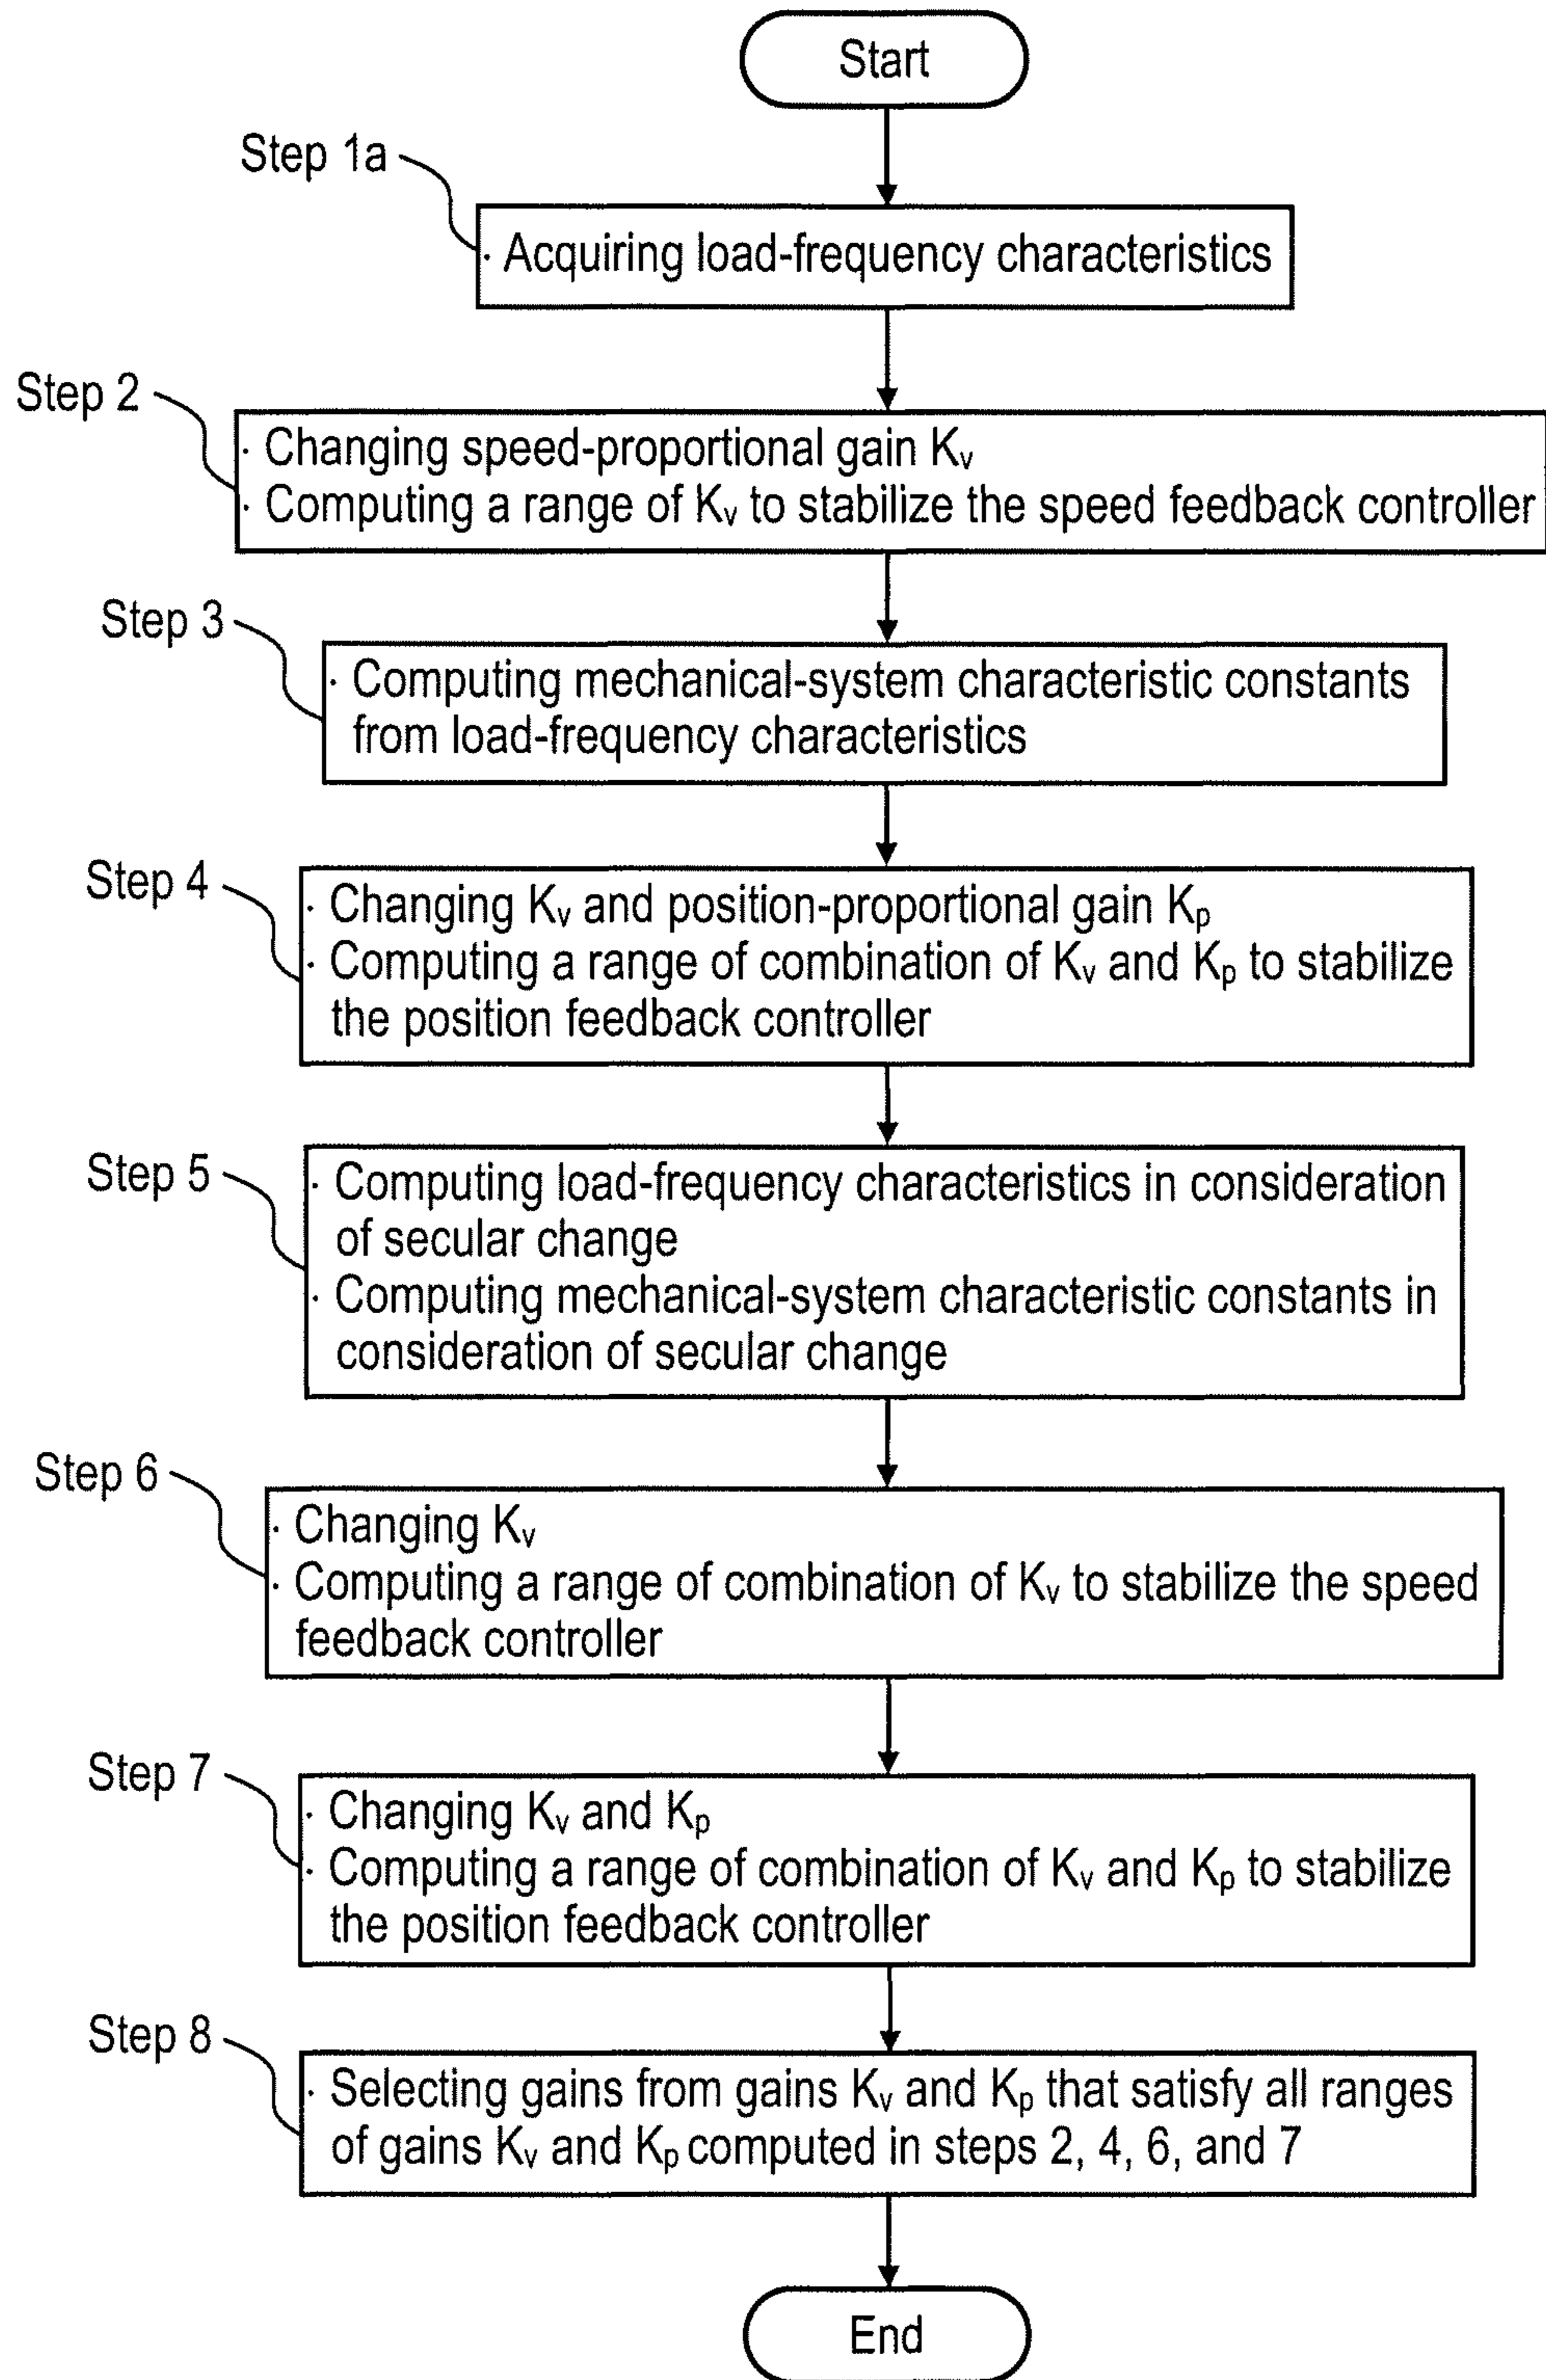 Start
Step 1a
· Acquiring load-frequency characteristics
Step 2
· Changing speed-proportional gain Kv
· Computing a range of Kv to stabilize the speed feedback controller
Step 3
· Computing mechanical-system characteristic constants
from load-frequency characteristics
Step 4
· Changing Kv and position-proportional gain Kp
· Computing a range of combination of Kv and Kp to stabilize
the position feedback controller
Step 5
· Computing load-frequency characteristics in consideration
of secular change
· Computing mechanical-system characteristic constants in
consideration of secular change
Step 6
· Changing Kv
· Computing a range of combination of Kv to stabilize the speed
feedback controller
Step 7
· Changing Kv and Kp
· Computing a range of combination of Kv and Kp to stabilize
the position feedback controller
Step 8
· Selecting gains from gains Kv and Kp that satisfy all ranges
of gains Kv and Kp computed in steps 2, 4, 6, and 7
End